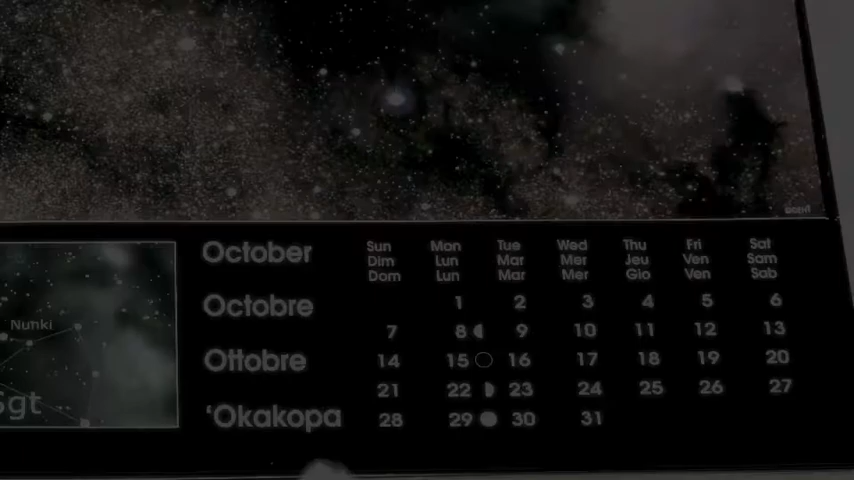 Nunki
Sgt
October
Octobre
Ottobre
'Okakopa
Sun Mon Tue Wed Thu Fri Sat
Dim Lun Mar Mer Jeu Ven Sam
Dom Lun Mar Mer Gio Ven Sab
1 2 3 4 5 6
7 8 9 10 11 12 13
14 15 16 17 18 19 20
21 22 23 24 25 26 27
28 29 30 31